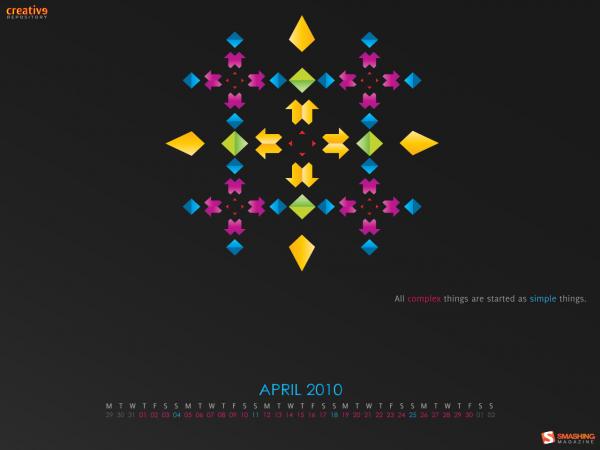 creative
REPOSITORY
All complex things are started as simple things.
APRIL 2010
M T W T F S S M T W T F S S M T W T F S S M T W T F S S M T W T F S S
29 30 31 01 02 03 04 05 06 07 08 09 10 11 12 13 14 15 16 17 18 19 20 21 22 23 24 25 26 27 28 29 30 01 02
SMASHING
MAGAZINE